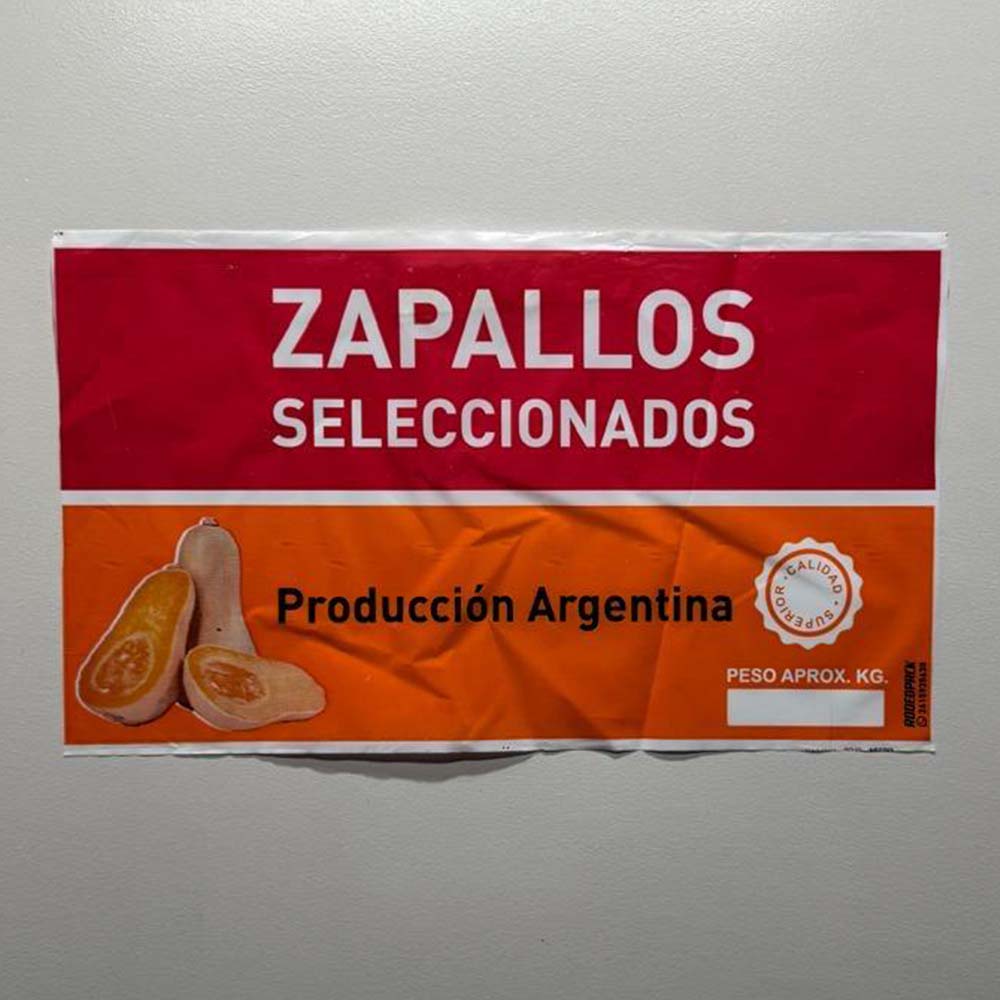 ZAPALLOS
SELECCIONADOS
Producción Argentina
· CALIDAD ·
SUPERIOR
PESO APROX. KG.
RODEOPACK